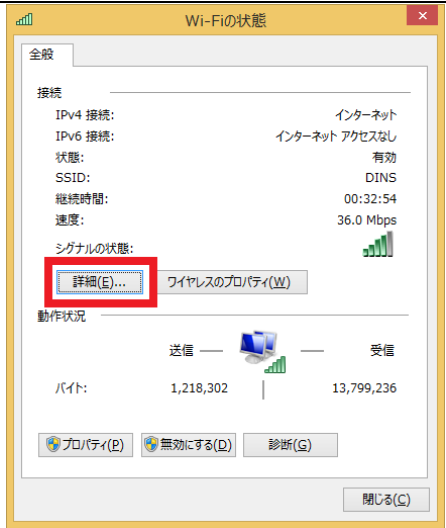 Wi-Fiの状態
全般
接続
IPv4 接続: インターネット
IPv6 接続: インターネット アクセスなし
状態: 有効
SSID: DINS
継続時間: 00:32:54
速度: 36.0 Mbps
シグナルの状態:
詳細(E)... ワイヤレスのプロパティ(W)
動作状況
送信 — — 受信
バイト: 1,218,302 | 13,799,236
プロパティ(P) 無効にする(D) 診断(G)
閉じる(C)